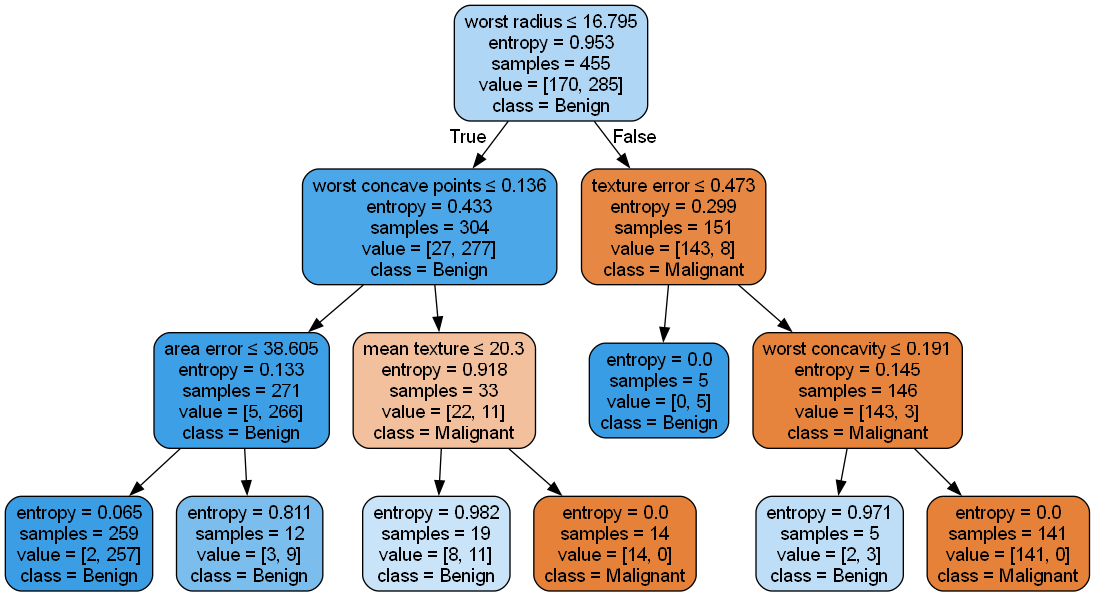 worst radius ≤ 16.795
entropy = 0.953
samples = 455
value = [170, 285]
class = Benign
True
False
worst concave points ≤ 0.136
entropy = 0.433
samples = 304
value = [27, 277]
class = Benign
texture error ≤ 0.473
entropy = 0.299
samples = 151
value = [143, 8]
class = Malignant
area error ≤ 38.605
entropy = 0.133
samples = 271
value = [5, 266]
class = Benign
mean texture ≤ 20.3
entropy = 0.918
samples = 33
value = [22, 11]
class = Malignant
entropy = 0.0
samples = 5
value = [0, 5]
class = Benign
worst concavity ≤ 0.191
entropy = 0.145
samples = 146
value = [143, 3]
class = Malignant
entropy = 0.065
samples = 259
value = [2, 257]
class = Benign
entropy = 0.811
samples = 12
value = [3, 9]
class = Benign
entropy = 0.982
samples = 19
value = [8, 11]
class = Benign
entropy = 0.0
samples = 14
value = [14, 0]
class = Malignant
entropy = 0.971
samples = 5
value = [2, 3]
class = Benign
entropy = 0.0
samples = 141
value = [141, 0]
class = Malignant